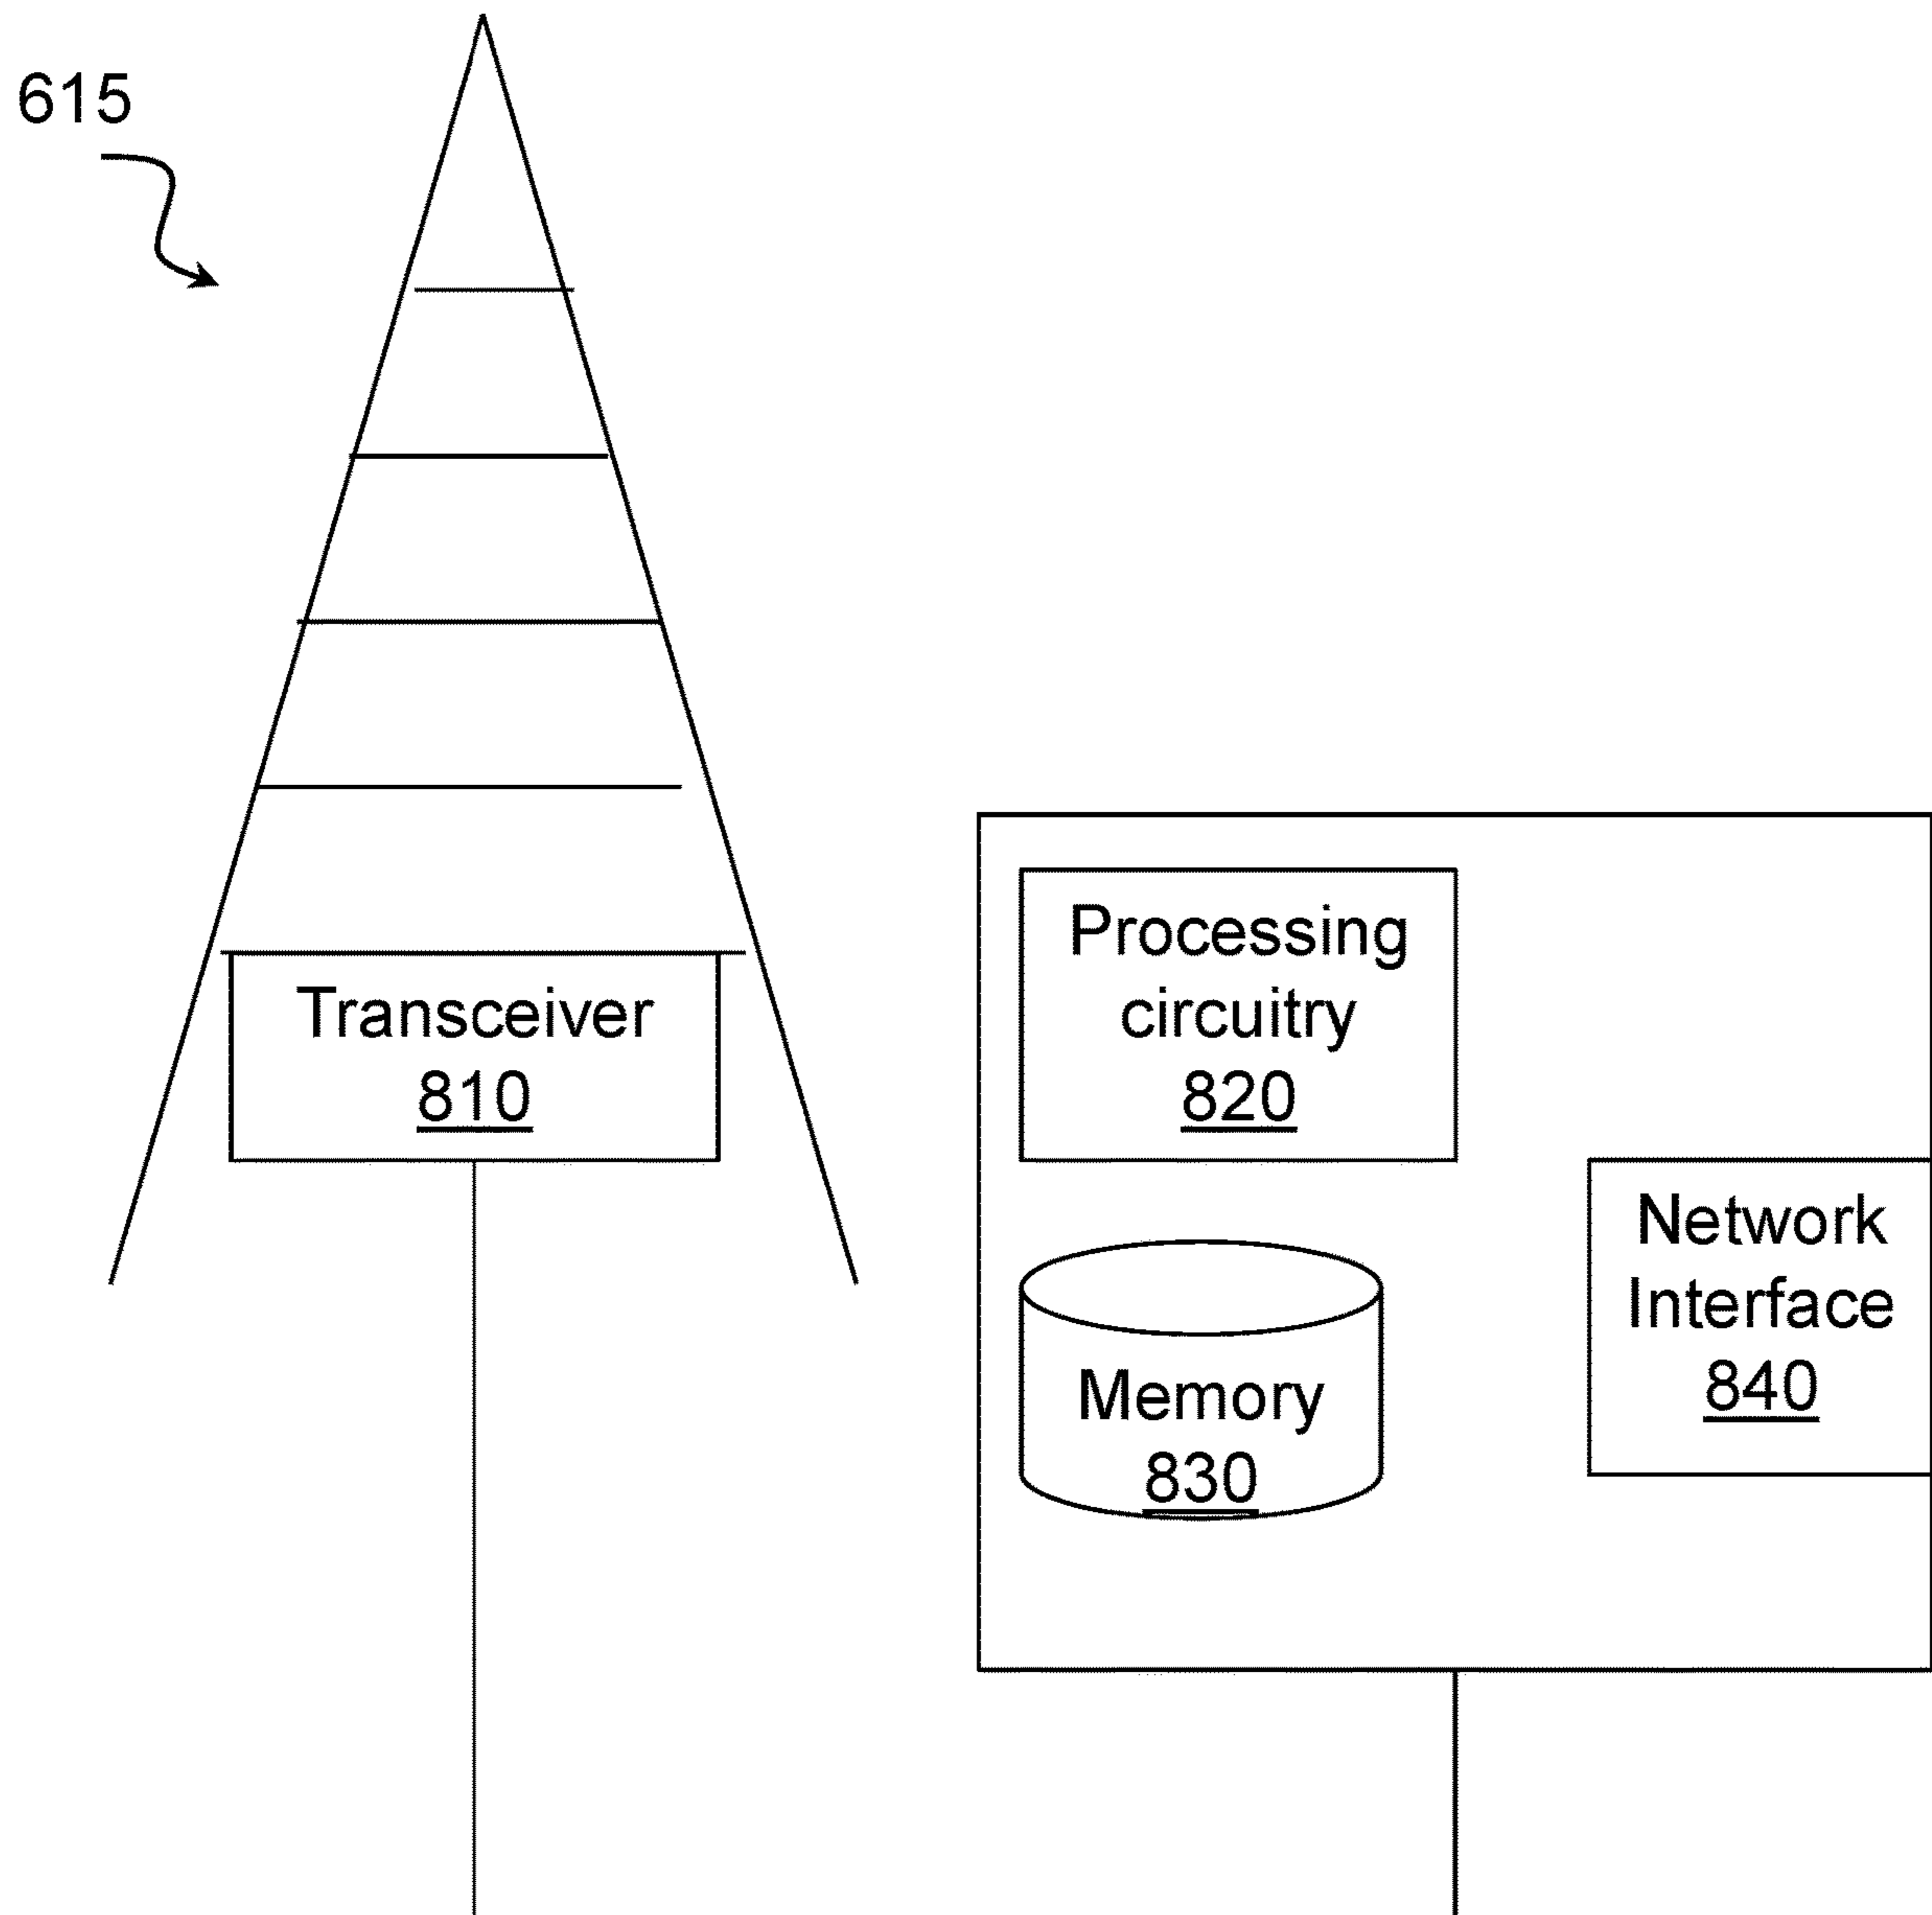 615
Transceiver
810
Processing
circuitry
820
Memory
830
Network
Interface
840